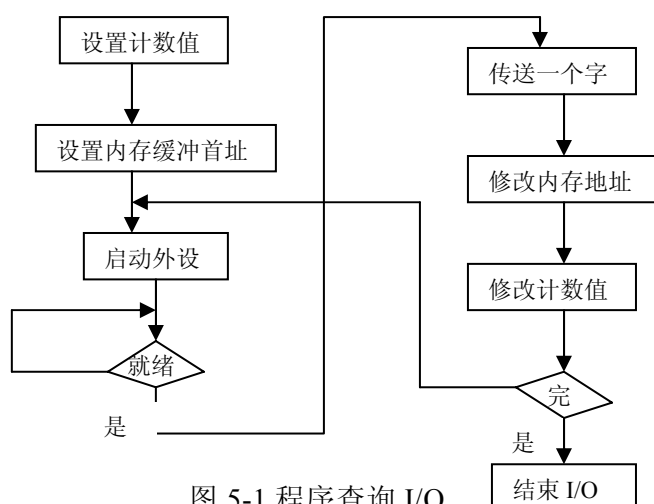 设置计数值
设置内存缓冲首址
启动外设
就绪
是
传送一个字
修改内存地址
修改计数值
完
是
结束 I/O
图 5-1 程序查询 I/O